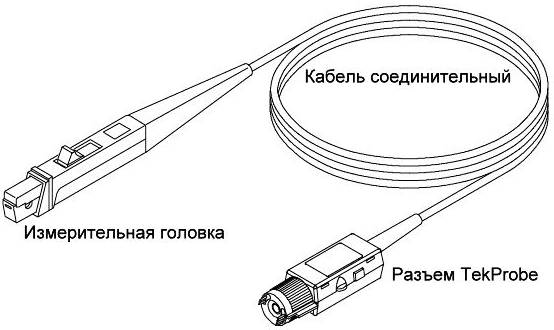 Кабель соединительный
Измерительная головка
Разъем TekProbe